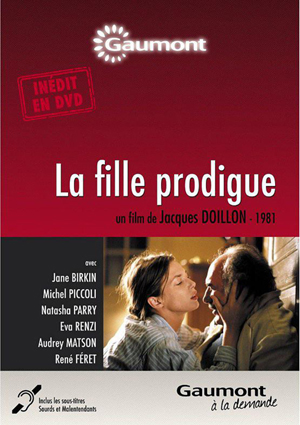 Gaumont
INÉDIT
EN DVD
La fille prodigue
un film de Jacques DOILLON - 1981
avec
Jane BIRKIN
Michel PICCOLI
Natasha PARRY
Eva RENZI
Audrey MATSON
René FÉRET
Inclus les sous-titres
Sourds et Malentendants
Gaumont
à la demande